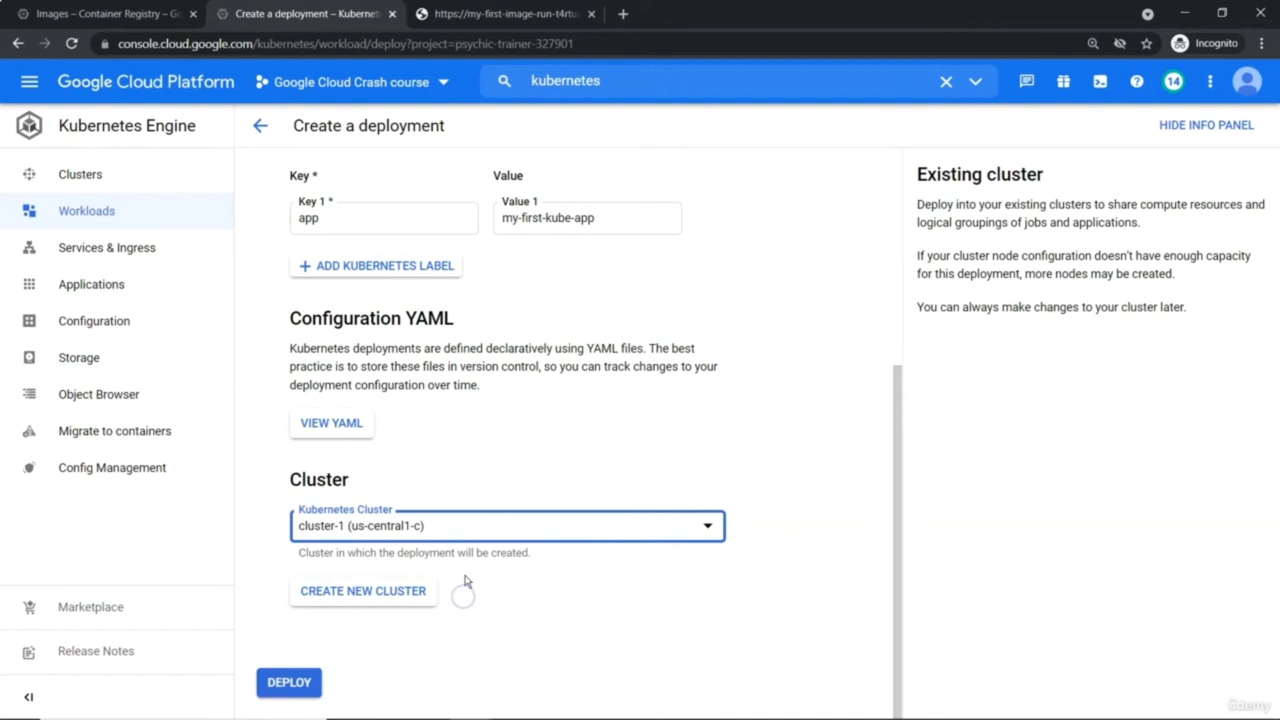 Images – Container Registry – Go
Create a deployment – Kubernet
https://my-first-image-run-t4rtu
console.cloud.google.com/kubernetes/workload/deploy?project=psychic-trainer-327901
Incognito
Google Cloud Platform
Google Cloud Crash course
kubernetes
14
Kubernetes Engine
Create a deployment
HIDE INFO PANEL
Clusters
Workloads
Services & Ingress
Applications
Configuration
Storage
Object Browser
Migrate to containers
Config Management
Marketplace
Release Notes
Key *
Value
Key 1 *
app
Value 1
my-first-kube-app
ADD KUBERNETES LABEL
Configuration YAML
Kubernetes deployments are defined declaratively using YAML files. The best
practice is to store these files in version control, so you can track changes to your
deployment configuration over time.
VIEW YAML
Cluster
Kubernetes Cluster
cluster-1 (us-central1-c)
Cluster in which the deployment will be created.
CREATE NEW CLUSTER
DEPLOY
Existing cluster
Deploy into your existing clusters to share compute resources and
logical groupings of jobs and applications.
If your cluster node configuration doesn't have enough capacity
for this deployment, more nodes may be created.
You can always make changes to your cluster later.
ûdemy